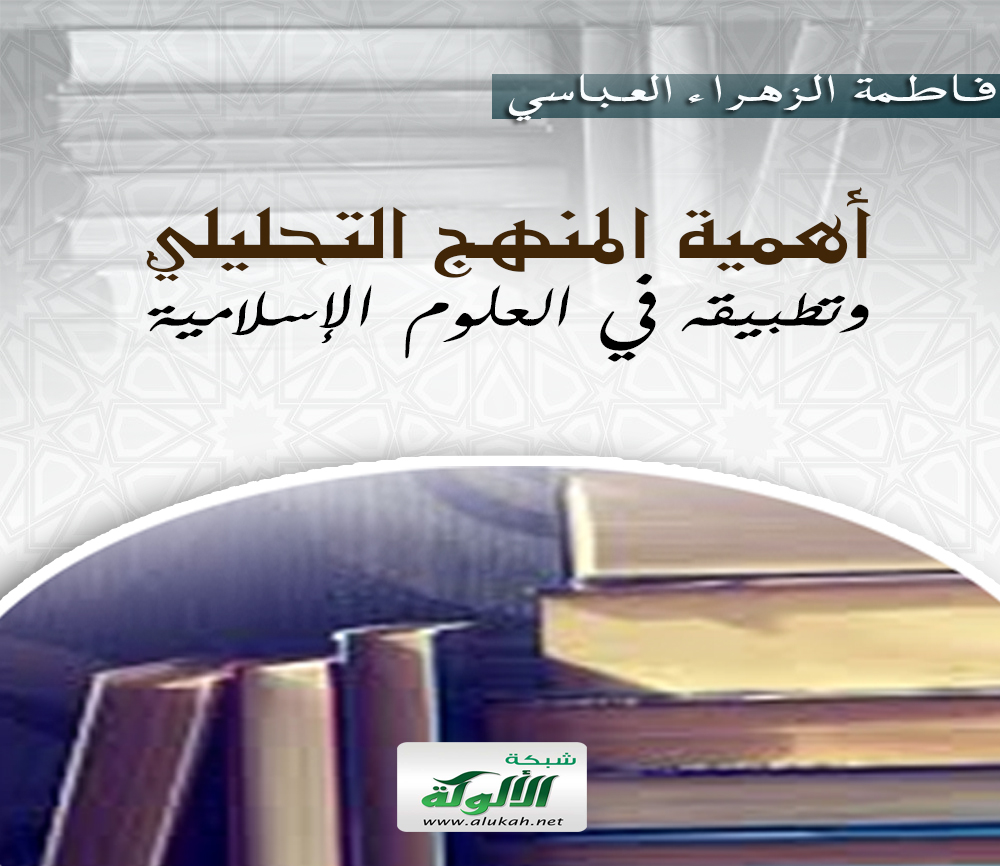 فاطمة الزهراء العباسي
أهمية المنهج التحليلي
وتطبيقه في العلوم الإسلامية
شبكة
الألوكة
www.alukah.net